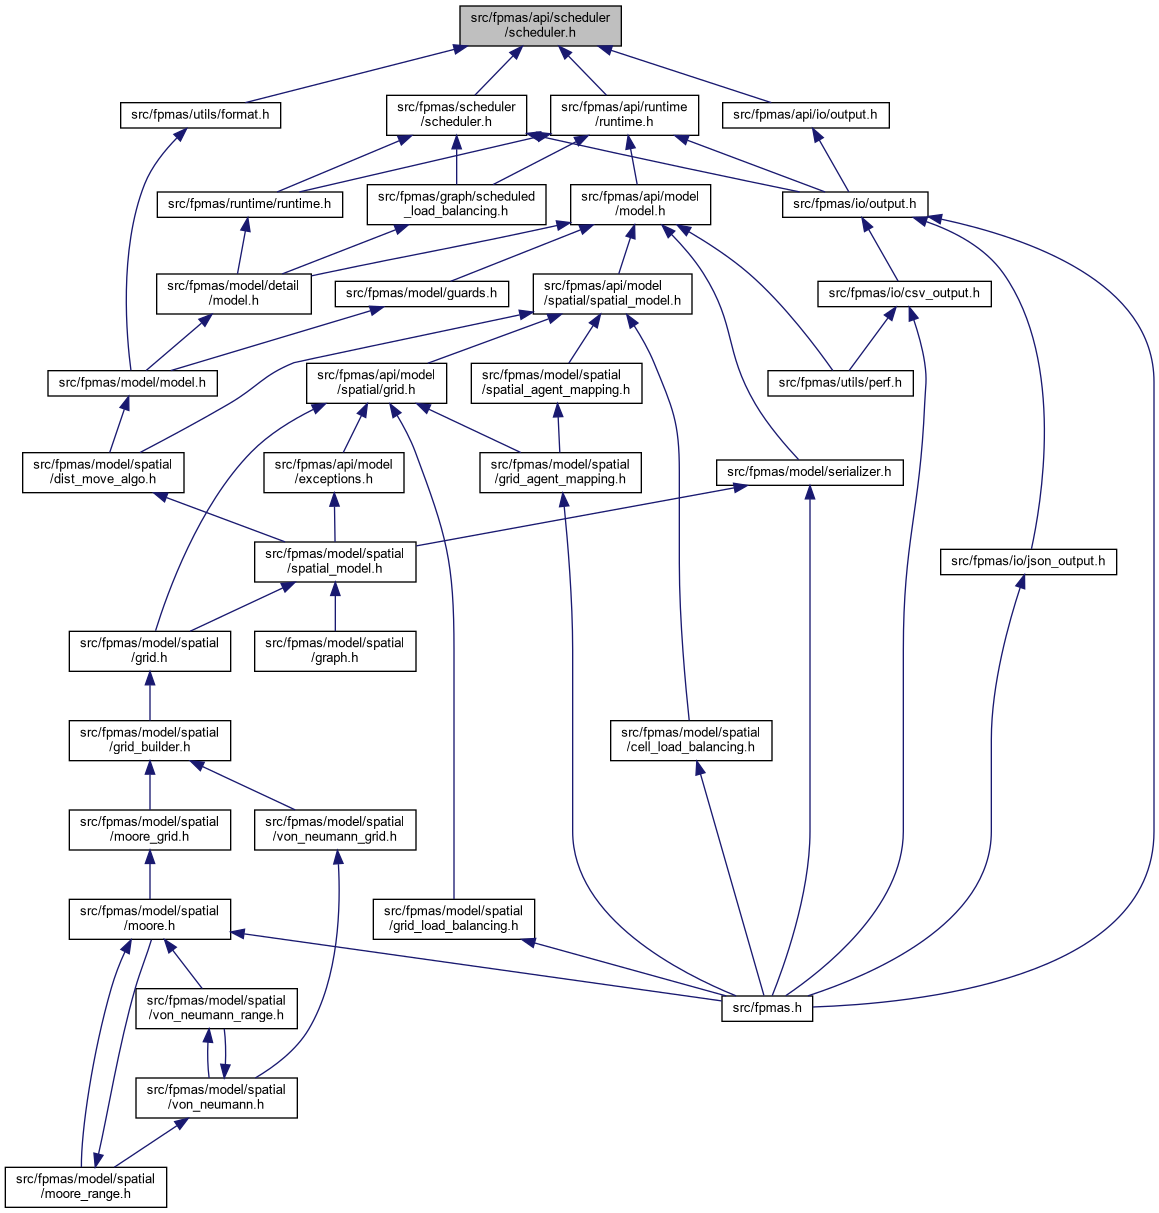 src/fpmas/api/scheduler
/scheduler.h
src/fpmas/utils/format.h
src/fpmas/scheduler
/scheduler.h
src/fpmas/api/runtime
/runtime.h
src/fpmas/api/io/output.h
src/fpmas/runtime/runtime.h
src/fpmas/graph/scheduled
_load_balancing.h
src/fpmas/api/model
/model.h
src/fpmas/io/output.h
src/fpmas/model/detail
/model.h
src/fpmas/model/guards.h
src/fpmas/api/model
/spatial/spatial_model.h
src/fpmas/io/csv_output.h
src/fpmas/model/model.h
src/fpmas/api/model
/spatial/grid.h
src/fpmas/model/spatial
/spatial_agent_mapping.h
src/fpmas/utils/perf.h
src/fpmas/model/spatial
/dist_move_algo.h
src/fpmas/api/model
/exceptions.h
src/fpmas/model/spatial
/grid_agent_mapping.h
src/fpmas/model/serializer.h
src/fpmas/model/spatial
/spatial_model.h
src/fpmas/io/json_output.h
src/fpmas/model/spatial
/grid.h
src/fpmas/model/spatial
/graph.h
src/fpmas/model/spatial
/grid_builder.h
src/fpmas/model/spatial
/cell_load_balancing.h
src/fpmas/model/spatial
/moore_grid.h
src/fpmas/model/spatial
/von_neumann_grid.h
src/fpmas/model/spatial
/moore.h
src/fpmas/model/spatial
/grid_load_balancing.h
src/fpmas/model/spatial
/von_neumann_range.h
src/fpmas.h
src/fpmas/model/spatial
/von_neumann.h
src/fpmas/model/spatial
/moore_range.h